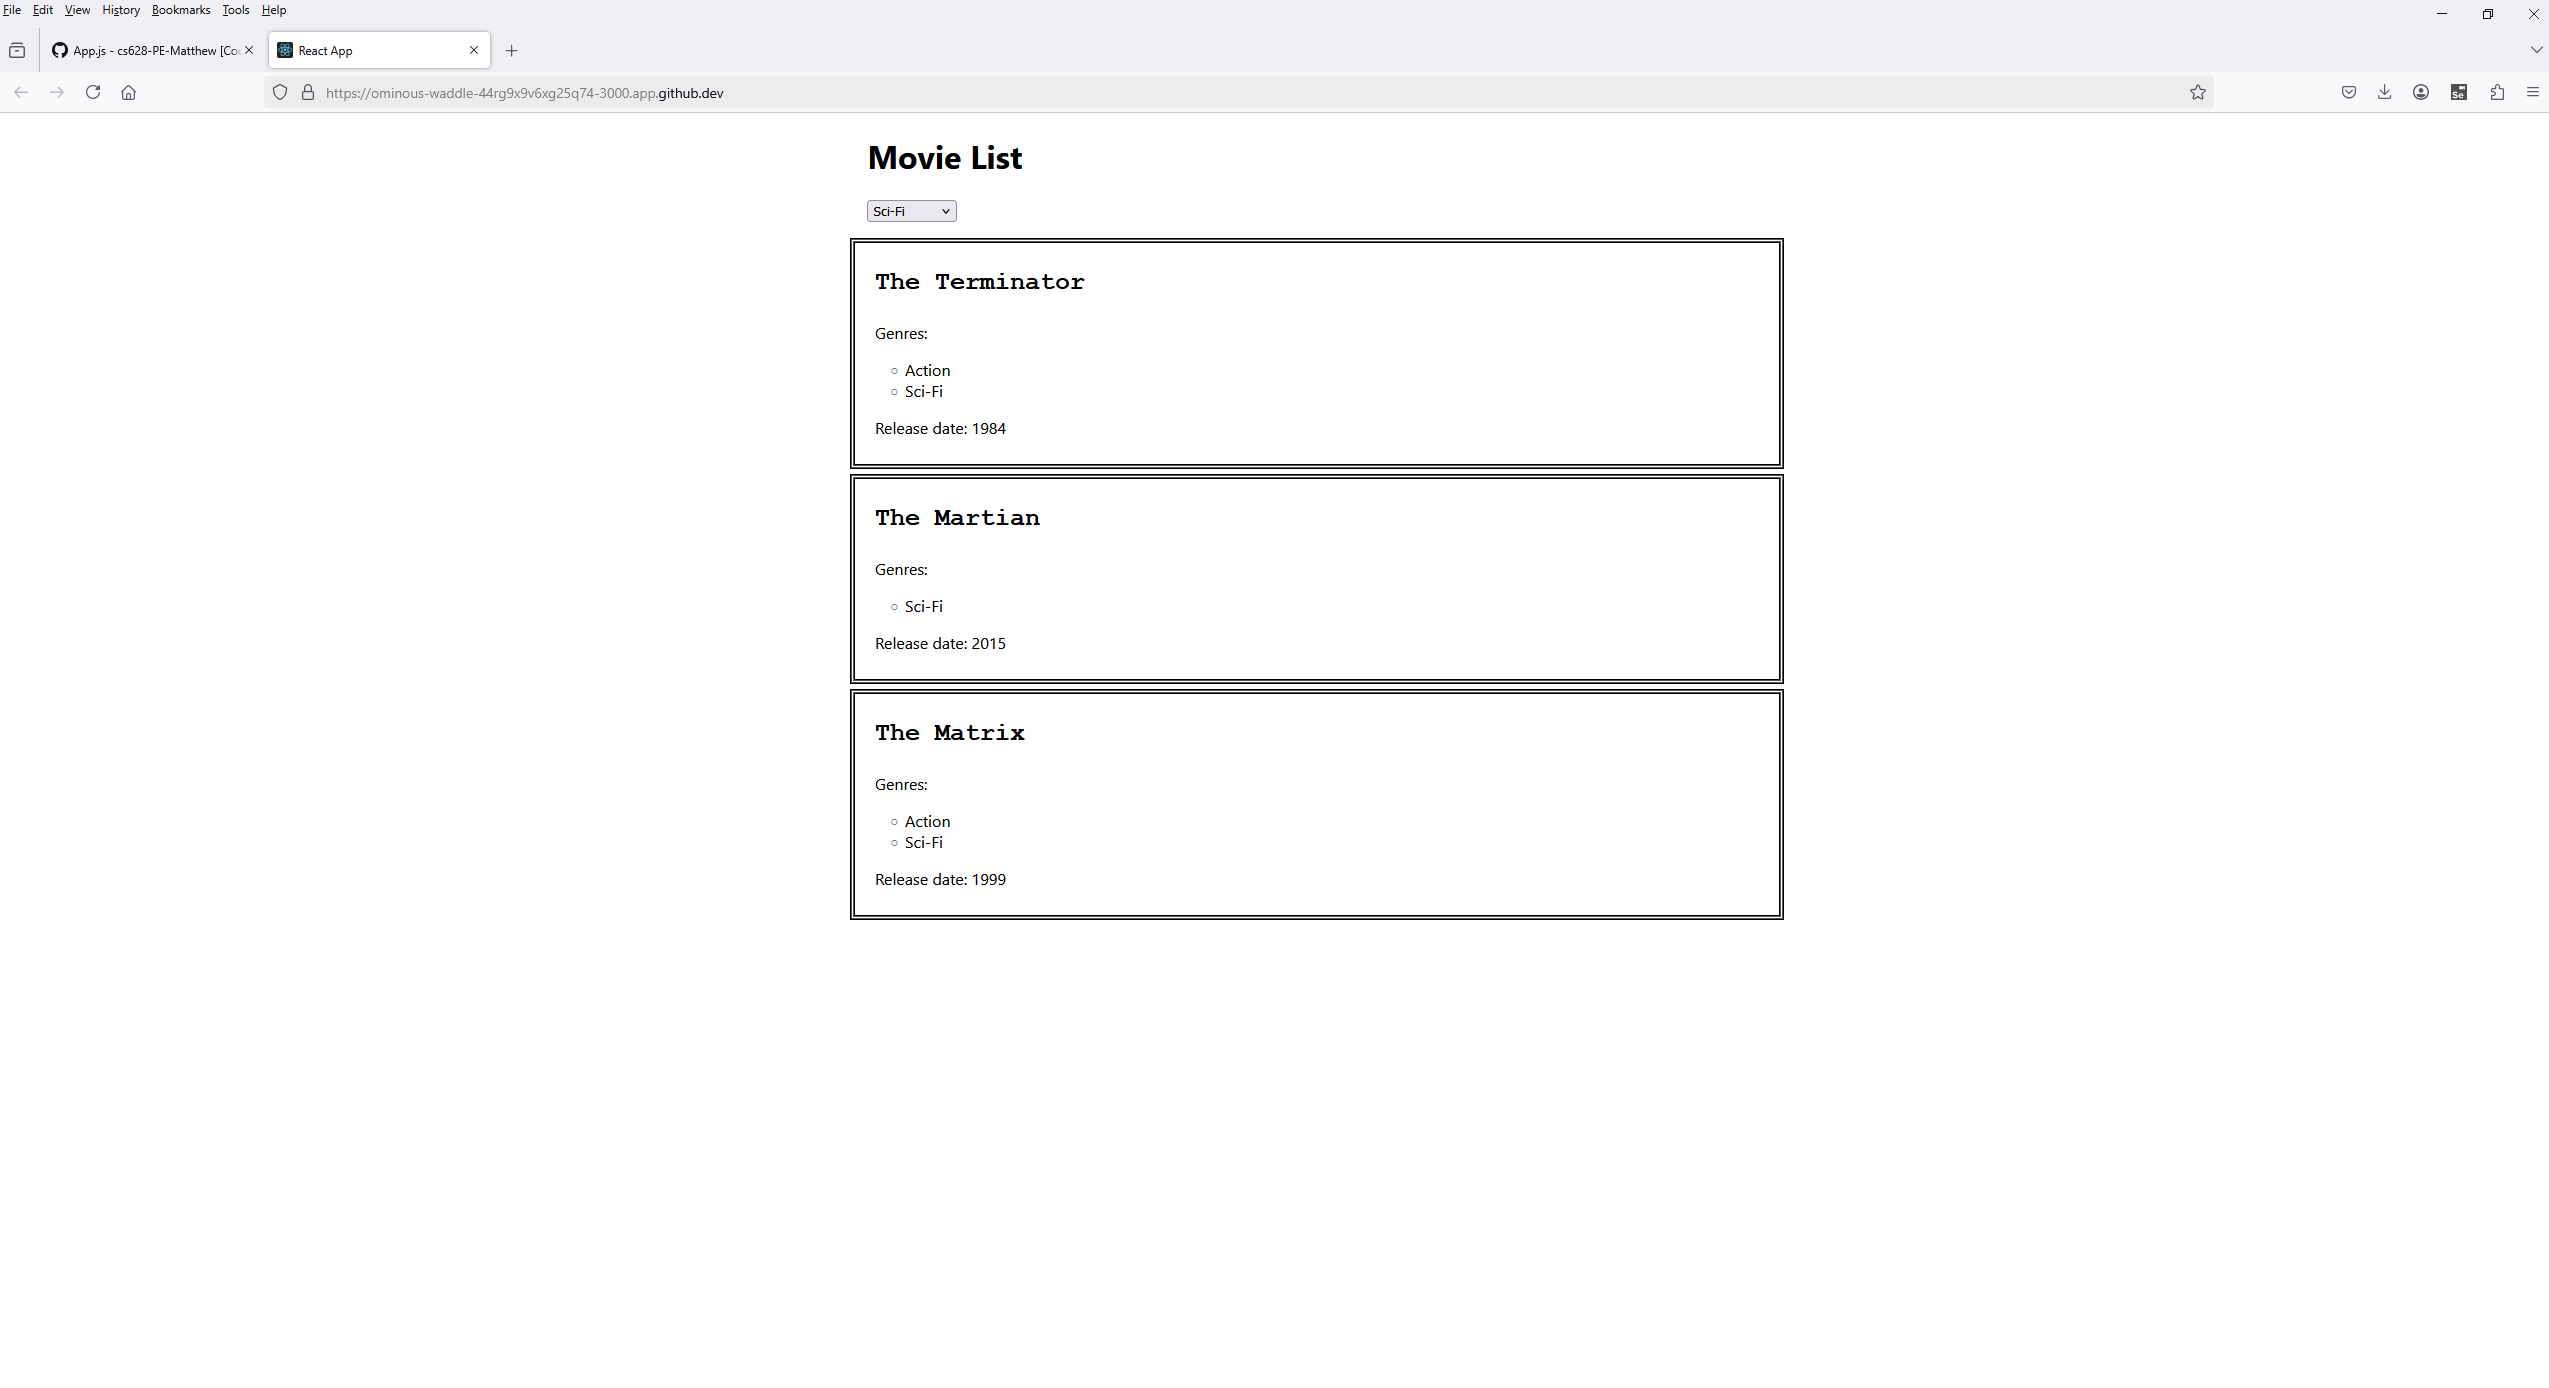 File Edit View History Bookmarks Tools Help
App.js - cs628-PE-Matthew [Co
React App
https://ominous-waddle-44rg9x9v6xg25q74-3000.app.github.dev
Se
Movie List
Sci-Fi
The Terminator
Genres:
Action
Sci-Fi
Release date: 1984
The Martian
Genres:
Sci-Fi
Release date: 2015
The Matrix
Genres:
Action
Sci-Fi
Release date: 1999